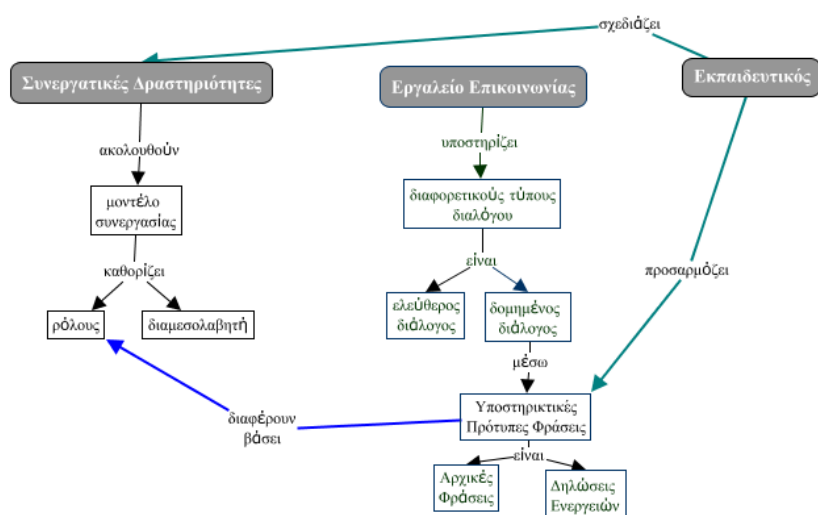 σχεδιάζει
Συνεργατικές Δραστηριότητες
Εργαλείο Επικοινωνίας
Εκπαιδευτικός
ακολουθούν
υποστηρίζει
μοντέλο
συνεργασίας
διαφορετικούς τύπους
διαλόγου
καθορίζει
είναι
προσαρμόζει
ρόλους
διαμεσολαβητή
ελεύθερος
διάλογος
δομημένος
διάλογος
μέσω
διαφέρουν
βάσει
Υποστηρικτικές
Πρότυπες Φράσεις
είναι
Αρχικές
Φράσεις
Δηλώσεις
Ενεργειών